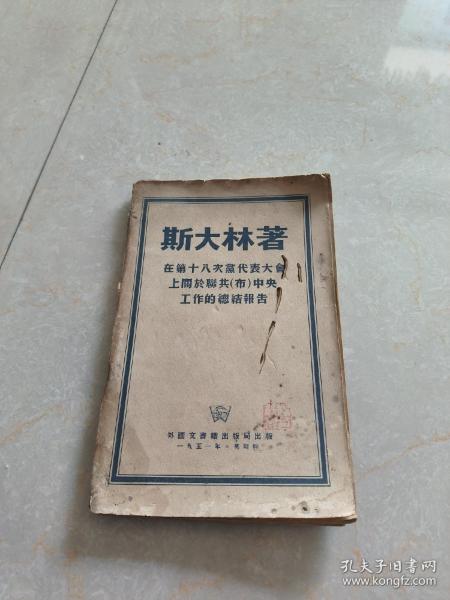 斯大林著
在第十八次黨代表大會
上關於聯共(布)中央
工作的總結報告
外國文書籍出版局出版
一九五一年·莫斯科
孔夫子旧书网
www.kongfz.com